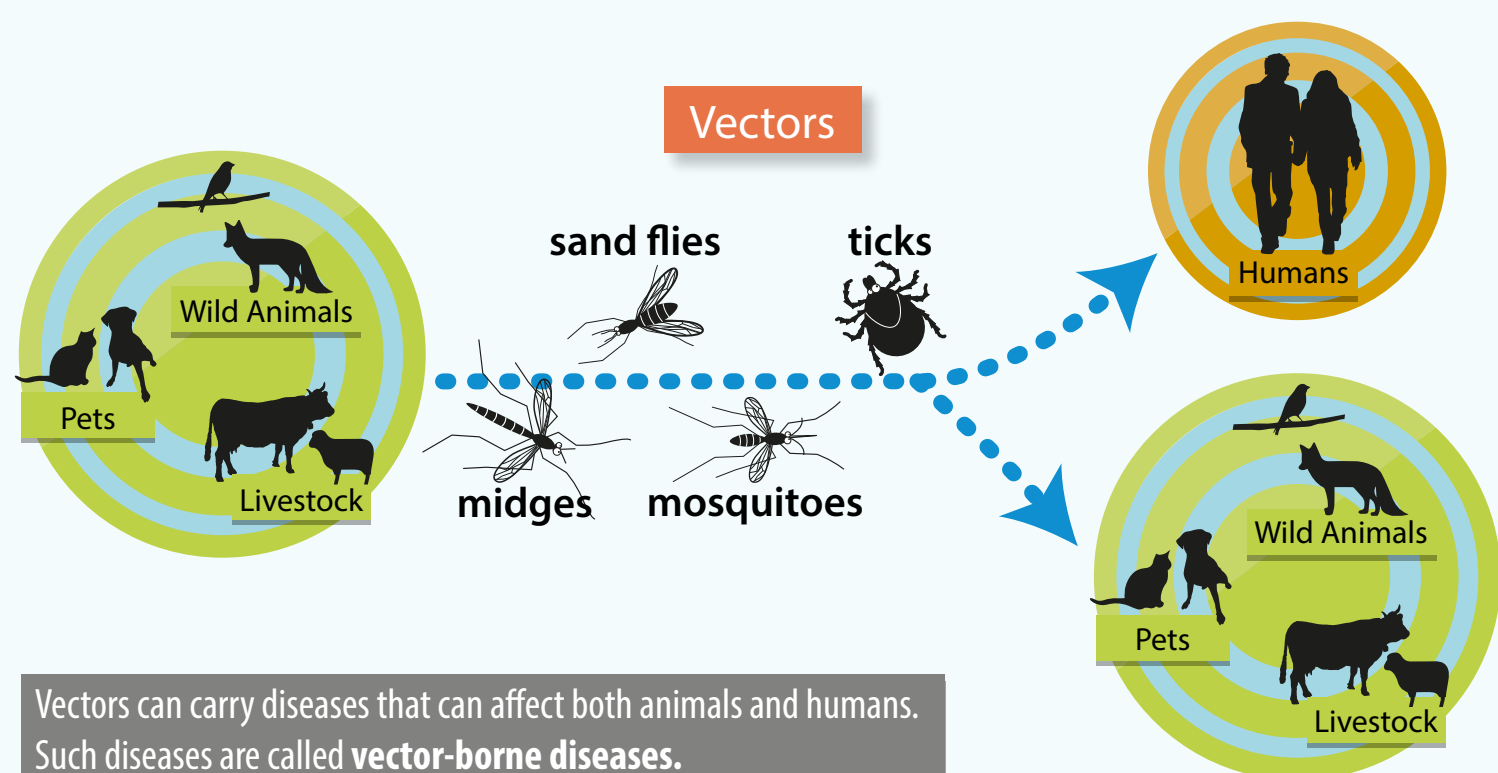 Vectors
sand flies
ticks
midges
mosquitoes
Wild Animals
Pets
Livestock
Humans
Wild Animals
Pets
Livestock
Vectors can carry diseases that can affect both animals and humans.
Such diseases are called vector-borne diseases.